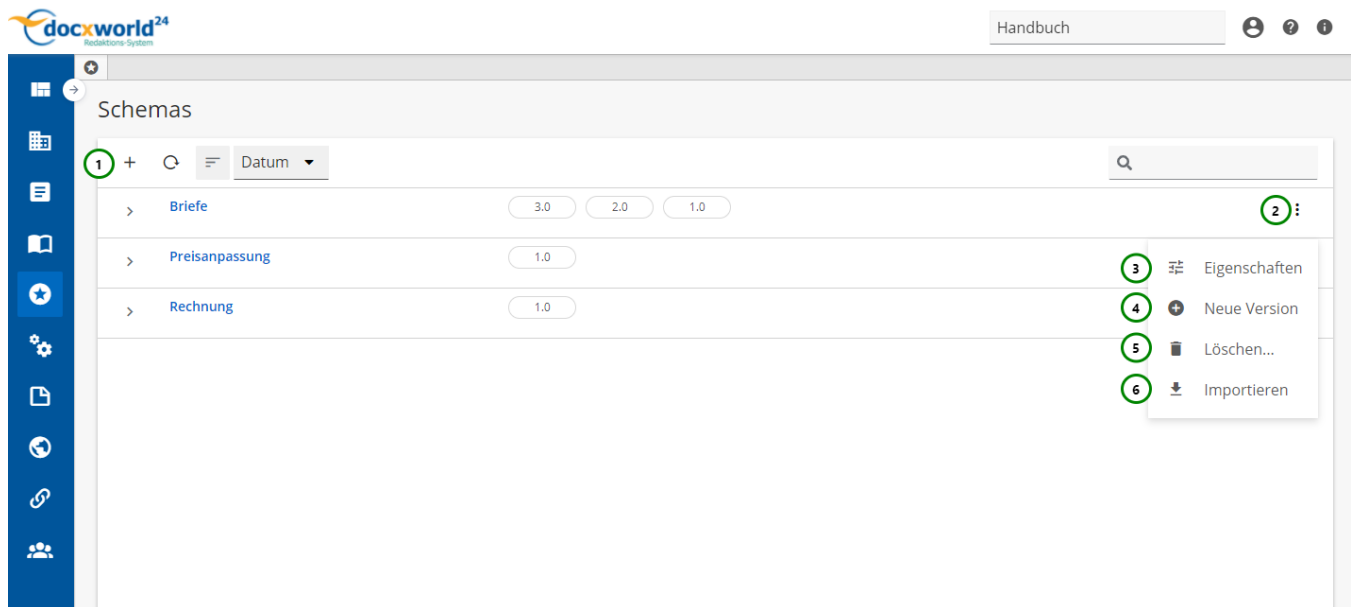 docxworld24
Redaktions-System
Handbuch
Schemas
1
Datum
Briefe 3.0 2.0 1.0 2
Preisanpassung 1.0
3 Eigenschaften
Rechnung 1.0
4 Neue Version
5 Löschen...
6 Importieren